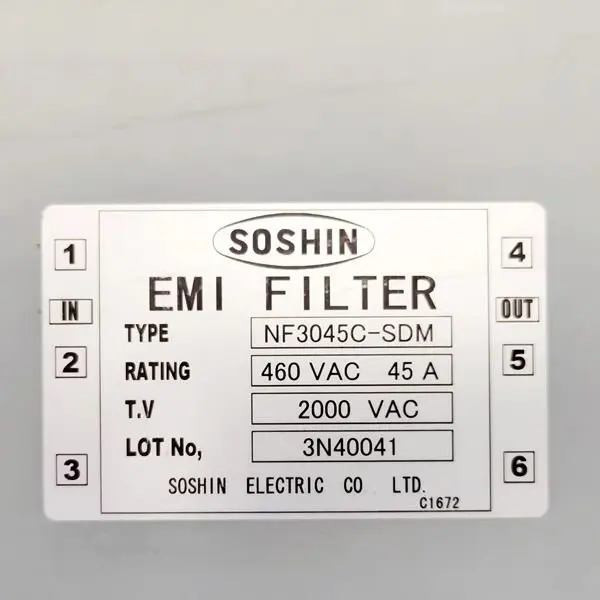 SOSHIN
EMI FILTER
1
IN
2
3
TYPE NF3045C-SDM
RATING 460 VAC 45 A
T.V 2000 VAC
LOT No, 3N40041
4
OUT
5
6
SOSHIN ELECTRIC CO LTD.
C1672